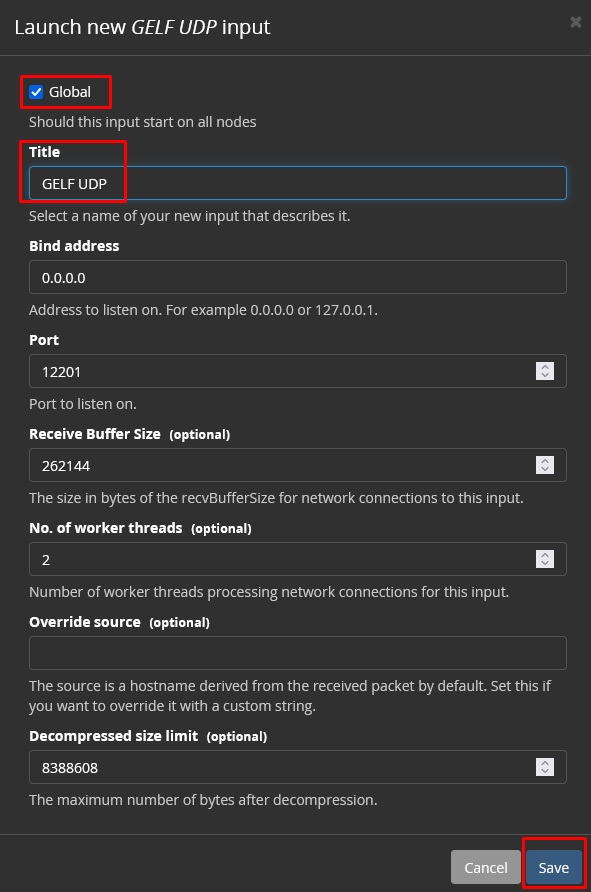 Launch new GELF UDP input
Global
Should this input start on all nodes
Title
GELF UDP
Select a name of your new input that describes it.
Bind address
0.0.0.0
Address to listen on. For example 0.0.0.0 or 127.0.0.1.
Port
12201
Port to listen on.
Receive Buffer Size (optional)
262144
The size in bytes of the recvBufferSize for network connections to this input.
No. of worker threads (optional)
2
Number of worker threads processing network connections for this input.
Override source (optional)
The source is a hostname derived from the received packet by default. Set this if
you want to override it with a custom string.
Decompressed size limit (optional)
8388608
The maximum number of bytes after decompression.
Cancel Save